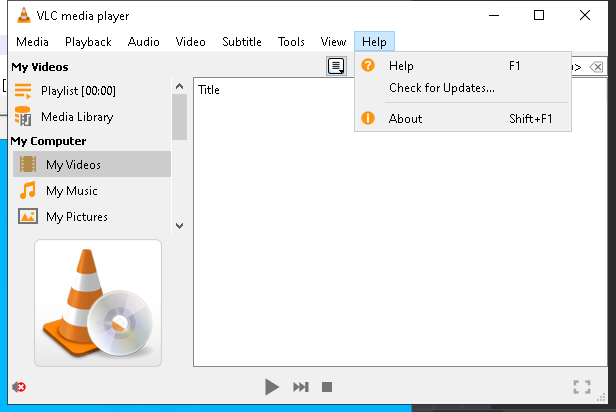 VLC media player
Media Playback Audio Video Subtitle Tools View Help
My Videos
Playlist [00:00]
Media Library
My Computer
My Videos
My Music
My Pictures
Title
Help F1
Check for Updates...
About Shift+F1